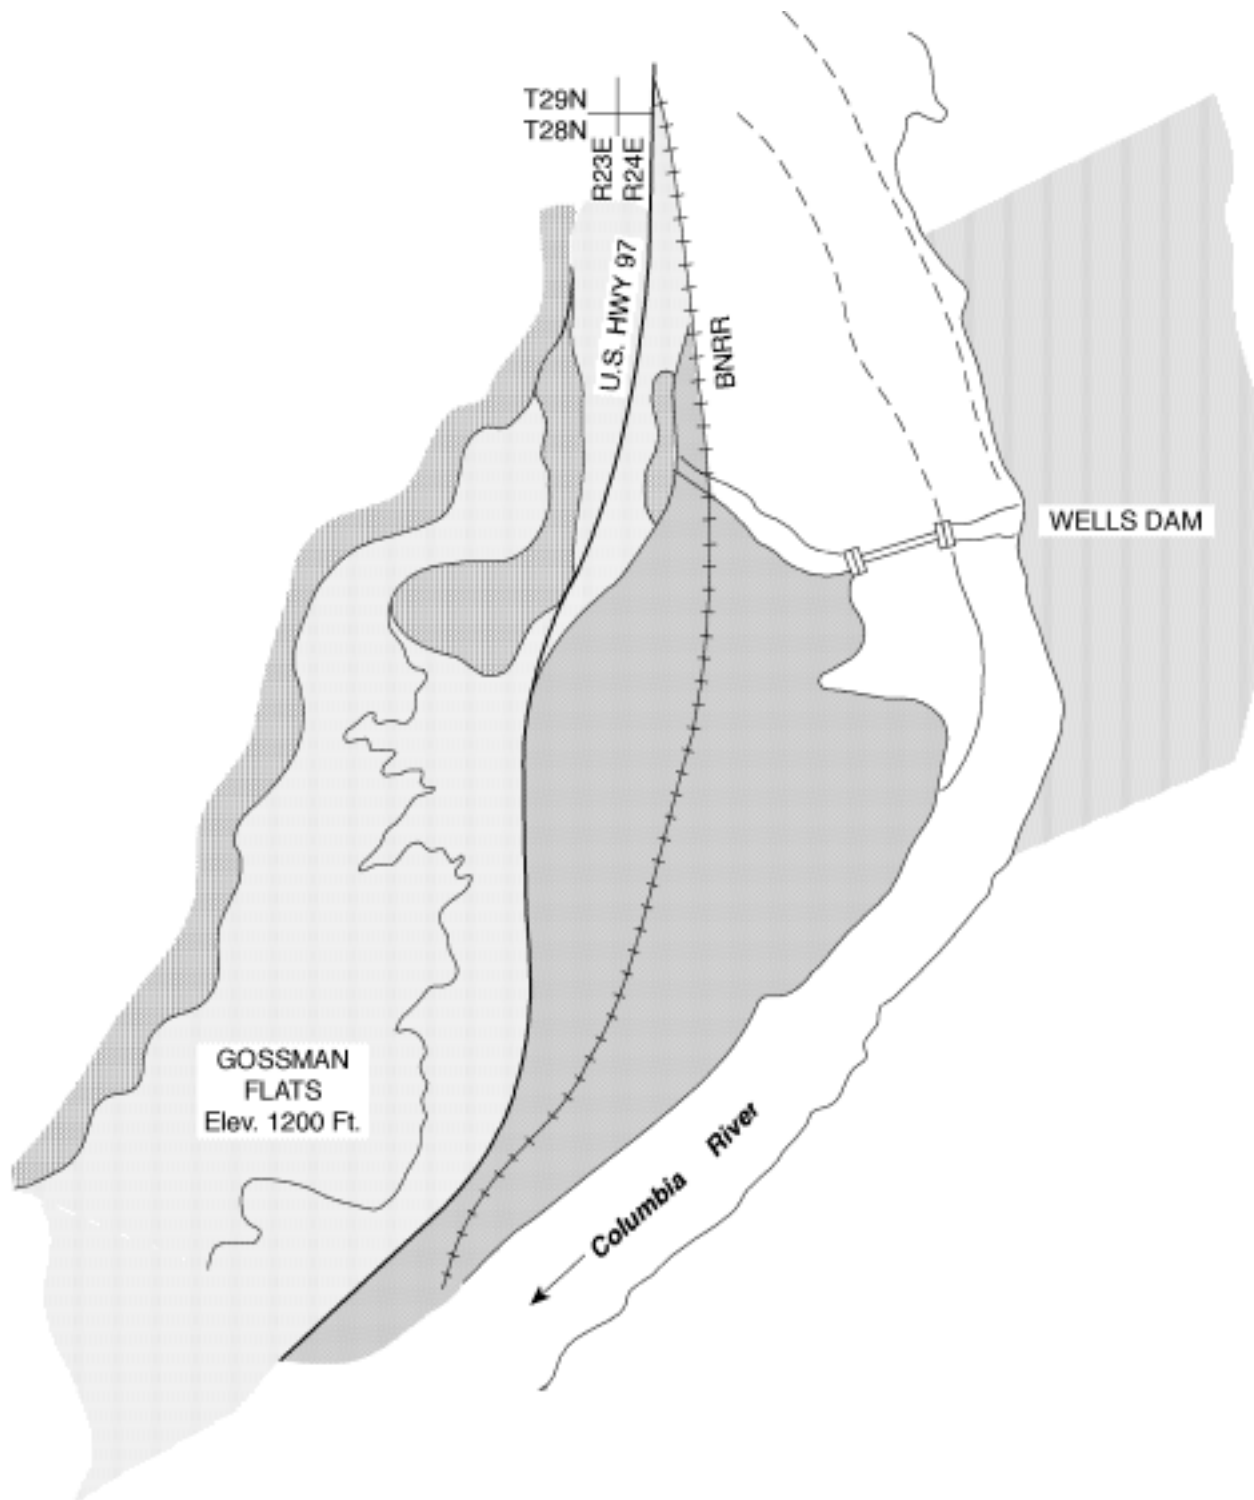 T29N
T28N
R23E
R24E
U.S. HWY 97
BNRR
WELLS DAM
GOSSMAN
FLATS
Elev. 1200 Ft.
Columbia River